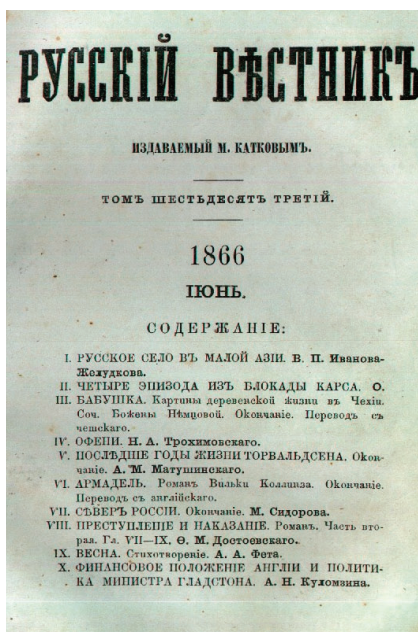 РУССКІЙ ВѢСТНИКЪ
ИЗДАВАЕМЫЙ М. КАТКОВЫМЪ.
ТОМЪ ШЕСТЬДЕСЯТЪ ТРЕТІЙ.
1866
ІЮНЬ.
СОДЕРЖАНІЕ:
I. РУССКОЕ СЕЛО ВЪ МАЛОЙ АЗІИ. В. П. Иванова-
Желудкова.
II. ЧЕТЫРЕ ЭПИЗОДА ИЗЪ БЛОКАДЫ КАРСА. О.
III. БАБУШКА. Картины деревенской жизни въ Чехіи.
Соч. Божены Нѣмцовой. Окончаніе. Переводъ съ
чешскаго.
IV. ОФЕНИ. Н. А. Трохимовскаго.
V. ПОСЛѢДНІЕ ГОДЫ ЖИЗНИ ТОРВАЛЬДСЕНА. Окон-
чаніе. А. М. Матушинскаго.
VI. АРМАДЕЛЬ. Романъ Вильки Коллинза. Окончаніе.
Переводъ съ англійскаго.
VII. СѢВЕРЪ РОССІИ. Окончаніе. М. Сидорова.
VIII. ПРЕСТУПЛЕНІЕ И НАКАЗАНІЕ. Романъ. Часть вто-
рая. Гл. VII—IX. Ѳ. М. Достоевскаго.
IX. ВЕСНА. Стихотвореніе. А. А. Фета.
X. ФИНАНСОВОЕ ПОЛОЖЕНІЕ АНГЛІИ И ПОЛИТИ-
КА МИНИСТРА ГЛАДСТОНА. А. Н. Куломзина.